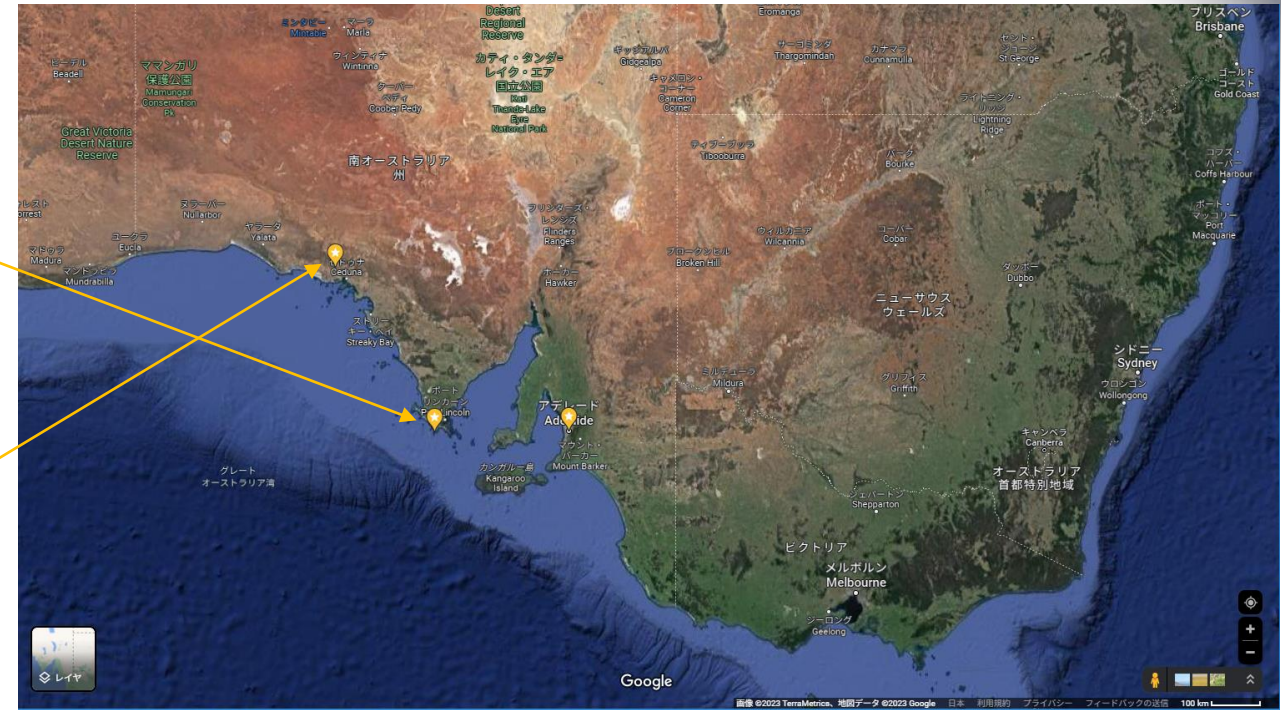 Desert
Regional
Reserve
Eromanga
ブリスベン
Brisbane
ミンタビー
Mintabie
マーラ
Marla
ウィンティナ
Wintinna
ビーデル
Beadell
ママンガリ
保護公園
Mamungari
Conservation
Pk
クーバー・
ペディ
Coober Pedy
カティ・タンダ=
レイク・エア
国立公園
Kati
Thanda-Lake
Eyre
National Park
ギッジアルパ
Gidgealpa
キャメロン・
コーナー
Cameron
Corner
サーゴミンダ
Thargomindah
カナマラ
Cunnamulla
セント・
ジョージ
St George
ゴールド
コースト
Gold Coast
ライトニング・
リッジ
Lightning
Ridge
Great Victoria
Desert Nature
Reserve
南オーストラリア
州
ティブーブッラ
Tibooburra
バーク
Bourke
コフス・
ハーバー
Coffs Harbour
レスト
orrest
ヌラーバー
Nullarbor
ヤラータ
Yalata
ユークラ
Eucla
マドゥラ
Madura
マンドラビラ
Mundrabilla
セドゥナ
Ceduna
フリンダーズ・
レンジズ
Flinders
Ranges
ホーカー
Hawker
ウィルカニア
Wilcannia
ブロークンヒル
Broken Hill
コーバー
Cobar
ポート・
マッコリー
Port
Macquarie
ダッボー
Dubbo
ニューサウス
ウェールズ
ストリー
キー・ベイ
Streaky Bay
シドニー
Sydney
ウロンゴン
Wollongong
ミルデューラ
Mildura
グリフィス
Griffith
ポート
リンカーン
Port Lincoln
アデレード
Adelaide
マウント・
バーカー
Mount Barker
カンガルー島
Kangaroo
Island
グレート
オーストラリア湾
キャンベラ
Canberra
オーストラリア
首都特別地域
シェパートン
Shepparton
ビクトリア
メルボルン
Melbourne
ジーロング
Geelong
レイヤ
Google
画像 ©2023 TerraMetrics、地図データ ©2023 Google 日本 利用規約 プライバシー フィードバックの送信 100 km